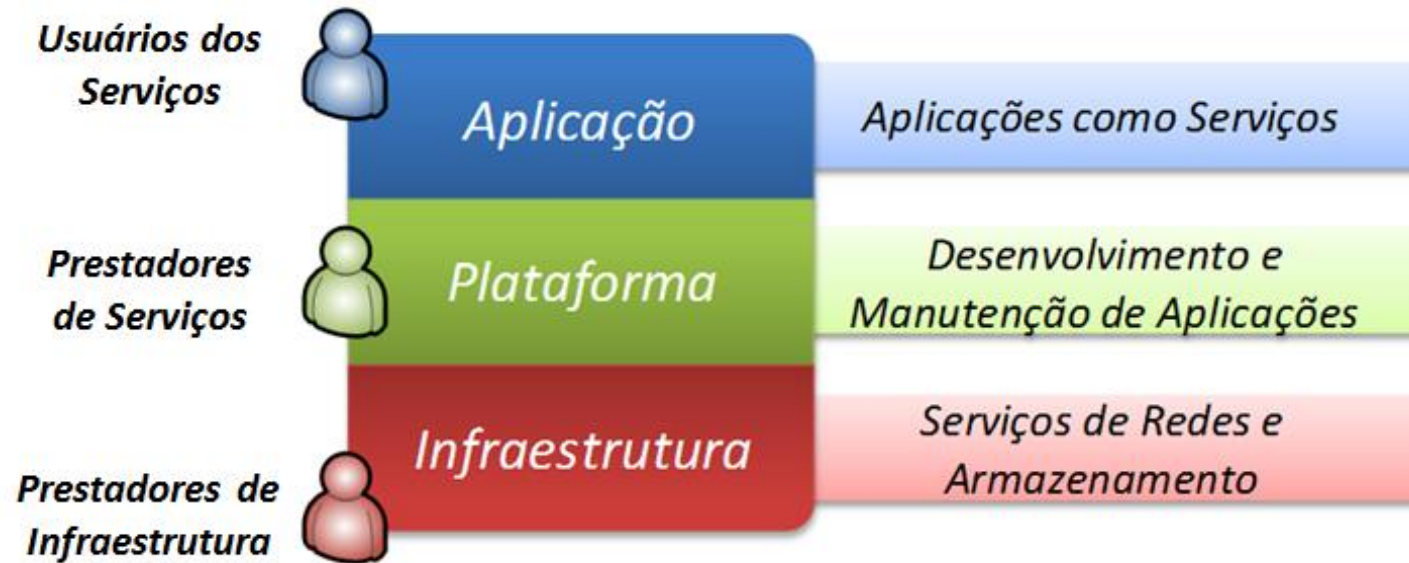 Usuários dos
Serviços
Aplicação
Aplicações como Serviços
Prestadores
de Serviços
Plataforma
Desenvolvimento e
Manutenção de Aplicações
Prestadores de
Infraestrutura
Infraestrutura
Serviços de Redes e
Armazenamento